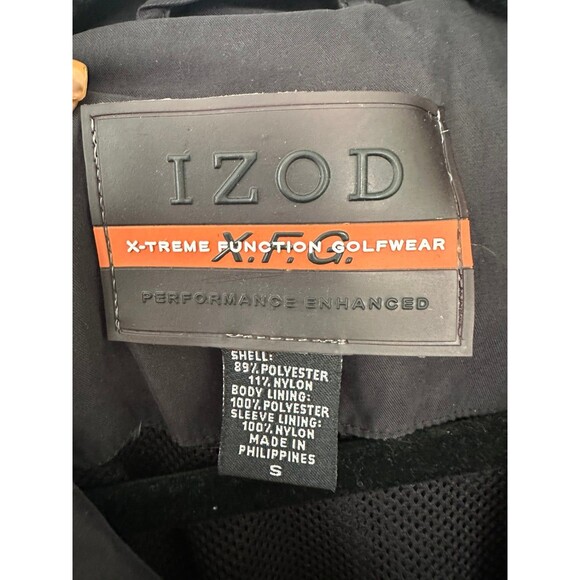 IZOD
X-TREME FUNCTION GOLFWEAR
X.F.G.
PERFORMANCE ENHANCED
SHELL:
89% POLYESTER
11% NYLON
BODY LINING:
100% POLYESTER
SLEEVE LINING:
100% NYLON
MADE IN
PHILIPPINES
S